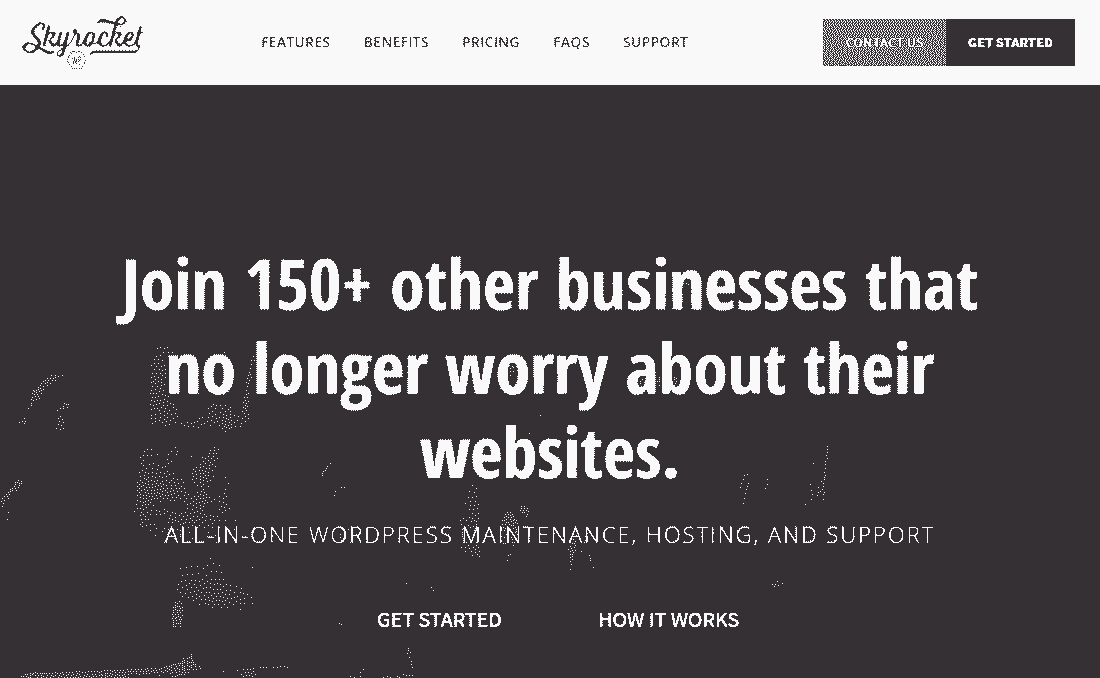 Skyrocket
WP
FEATURES BENEFITS PRICING FAQS SUPPORT CONTACT US GET STARTED
Join 150+ other businesses that
no longer worry about their
websites.
ALL-IN-ONE WORDPRESS MAINTENANCE, HOSTING, AND SUPPORT
GET STARTED HOW IT WORKS